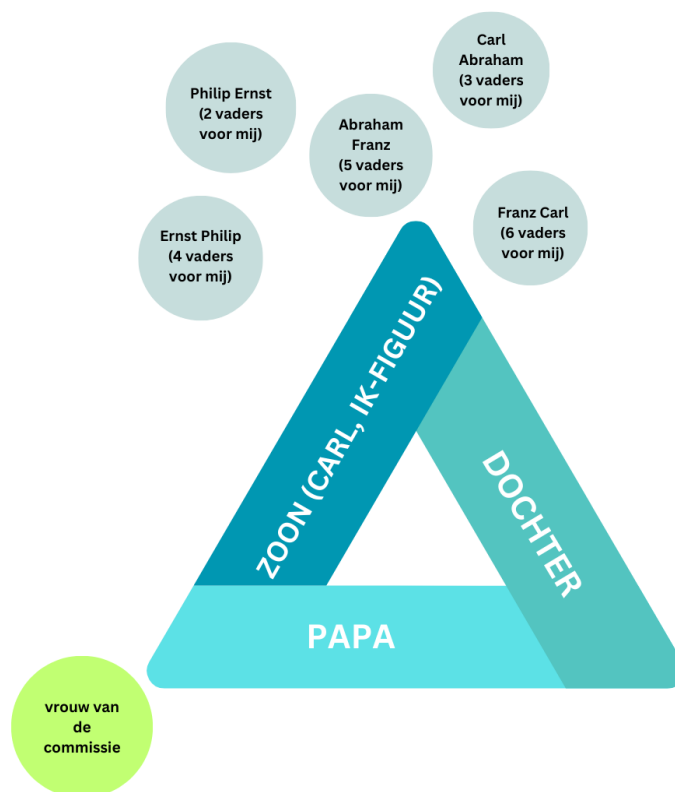 Carl
Abraham
(3 vaders
voor mij)
Philip Ernst
(2 vaders
voor mij)
Abraham
Franz
(5 vaders
voor mij)
Franz Carl
(6 vaders
voor mij)
Ernst Philip
(4 vaders
voor mij)
ZOON (CARL, IK-FIGUUR)
DOCHTER
PAPA
vrouw van
de
commissie